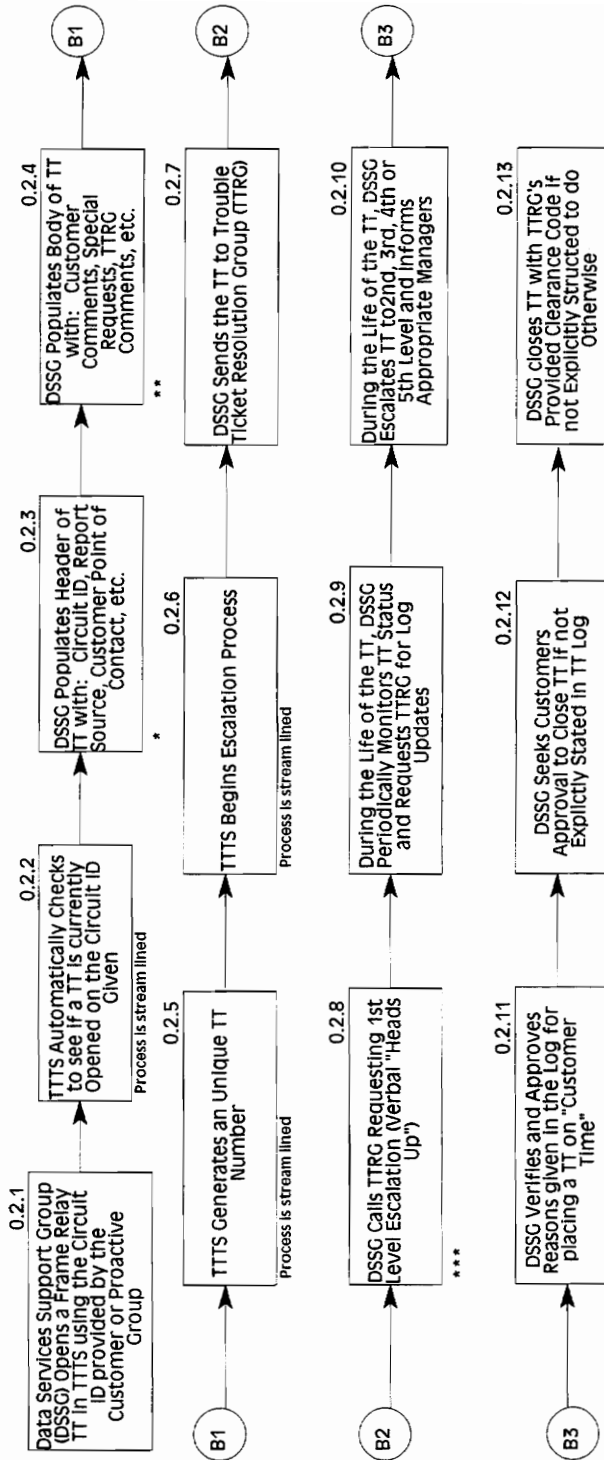 0.2.1
Data Services Support Group
(DSSG) Opens a Frame Relay
TT in TTTS using the Circuit
ID provided by the
Customer or Proactive
Group
0.2.2
TTTS Automatically Checks
to see if a TT is currently
Opened on the Circuit ID
Given
Process is stream lined
0.2.3
DSSG Populates Header of
TT with: Circuit ID, Report
Source, Customer Point of
Contact, etc.
*
0.2.4
DSSG Populates Body of TT
with: Customer
Comments, Special
Requests, TTRG
Comments, etc.
**
B1
B1
0.2.5
TTTS Generates an Unique TT
Number
Process is stream lined
0.2.6
TTTS Begins Escalation Process
Process is stream lined
0.2.7
DSSG Sends the TT to Trouble
Ticket Resolution Group (TTRG)
B2
B2
0.2.8
DSSG Calls TTRG Requesting 1st
Level Escalation (Verbal "Heads
Up")
***
0.2.9
During the Life of the TT, DSSG
Periodically Monitors TT Status
and Requests TTRG for Log
Updates
0.2.10
During the Life of the TT, DSSG
Escalates TT to2nd, 3rd, 4th or
5th Level and Informs
Appropriate Managers
B3
B3
0.2.11
DSSG Verifies and Approves
Reasons given in the Log for
placing a TT on "Customer
Time"
0.2.12
DSSG Seeks Customers
Approval to Close TT if not
Explicitly Stated in TT Log
0.2.13
DSSG closes TT with TTRG's
Provided Clearance Code if
not Explicitly Structed to do
Otherwise